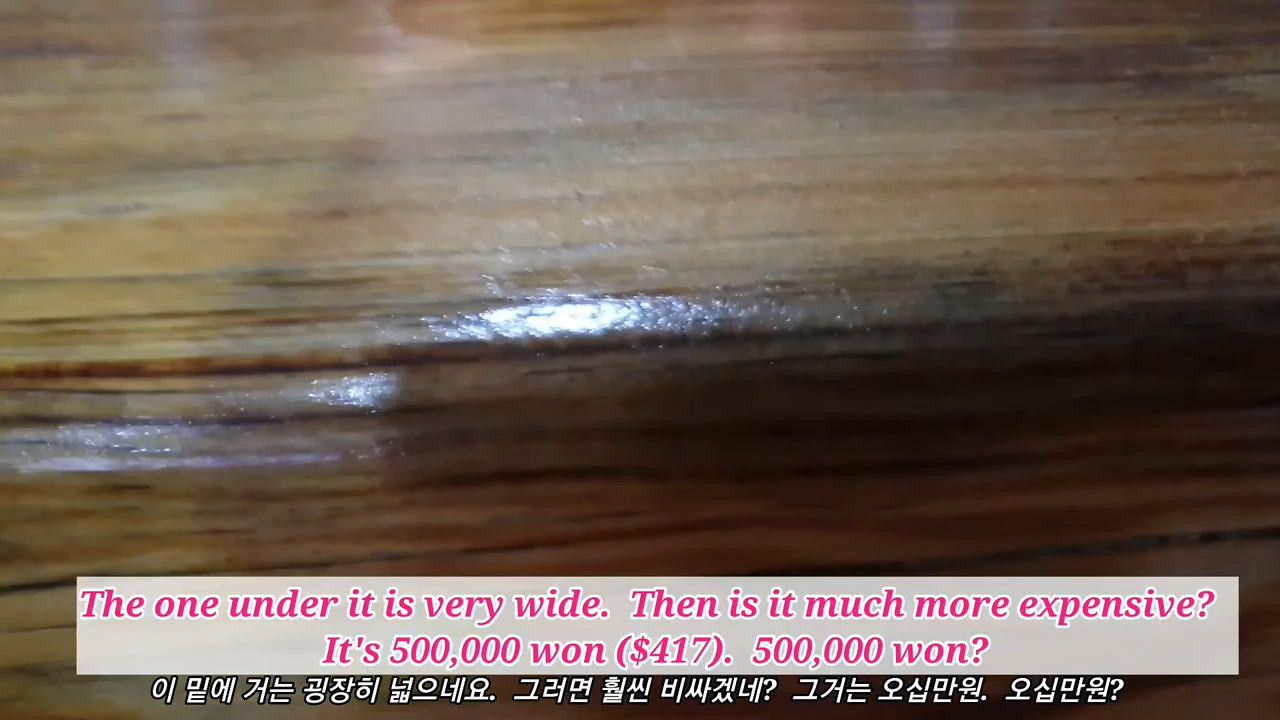 The one under it is very wide.  Then is it much more expensive?
It's 500,000 won ($417).  500,000 won?
이 밑에 거는 굉장히 넓으네요.  그러면 훨씬 비싸겠네?  그거는 오십만원.  오십만원?